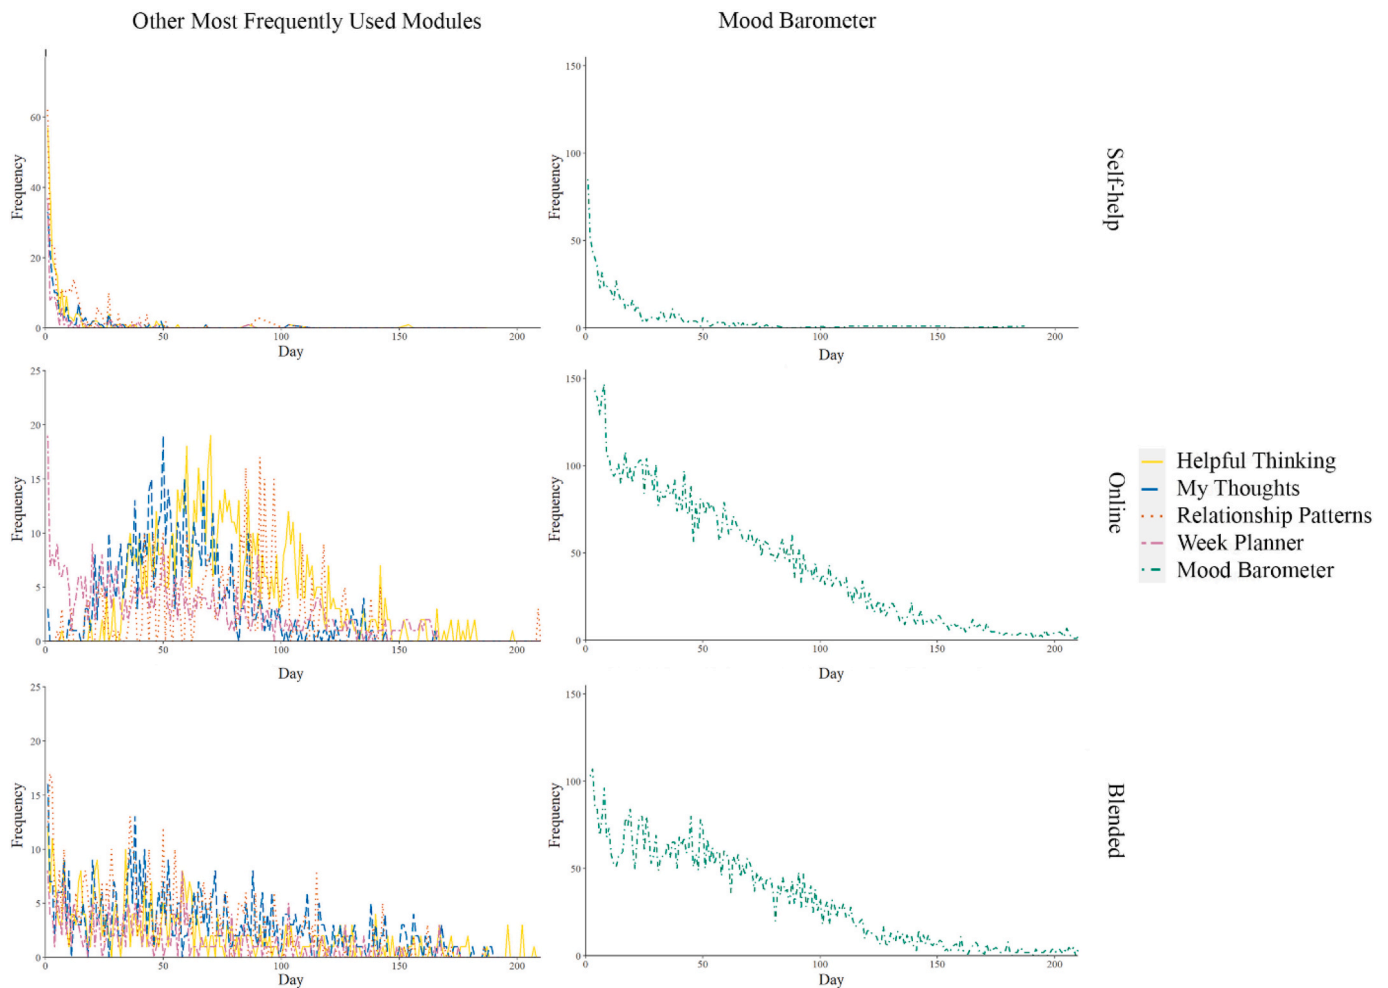 Other Most Frequently Used Modules
Mood Barometer
Frequency
60
40
20
0
0
50
100
150
200
Day
Frequency
150
100
50
0
0
50
100
150
200
Day
Self-help
Frequency
25
20
15
10
5
0
0
50
100
150
200
Day
Frequency
150
100
50
0
0
50
100
150
200
Day
Online
Helpful Thinking
My Thoughts
Relationship Patterns
Week Planner
Mood Barometer
Frequency
25
20
15
10
5
0
0
50
100
150
200
Day
Frequency
150
100
50
0
0
50
100
150
200
Day
Blended